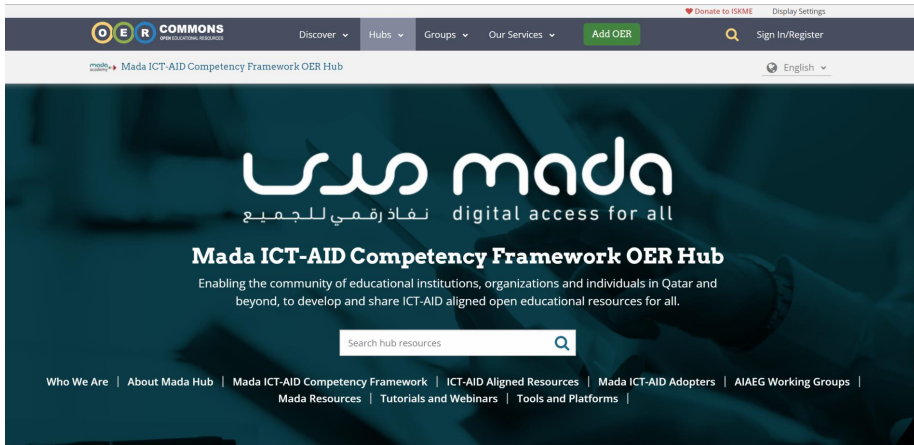 Donate to ISKME Display Settings
OER COMMONS
OPEN EDUCATIONAL RESOURCES
Discover Hubs Groups Our Services Add OER Sign In/Register
mada academy Mada ICT-AID Competency Framework OER Hub English
مدى mada
نفاذ رقمي للجميع digital access for all
Mada ICT-AID Competency Framework OER Hub
Enabling the community of educational institutions, organizations and individuals in Qatar and
beyond, to develop and share ICT-AID aligned open educational resources for all.
Search hub resources
Who We Are | About Mada Hub | Mada ICT-AID Competency Framework | ICT-AID Aligned Resources | Mada ICT-AID Adopters | AIAEG Working Groups |
Mada Resources | Tutorials and Webinars | Tools and Platforms |